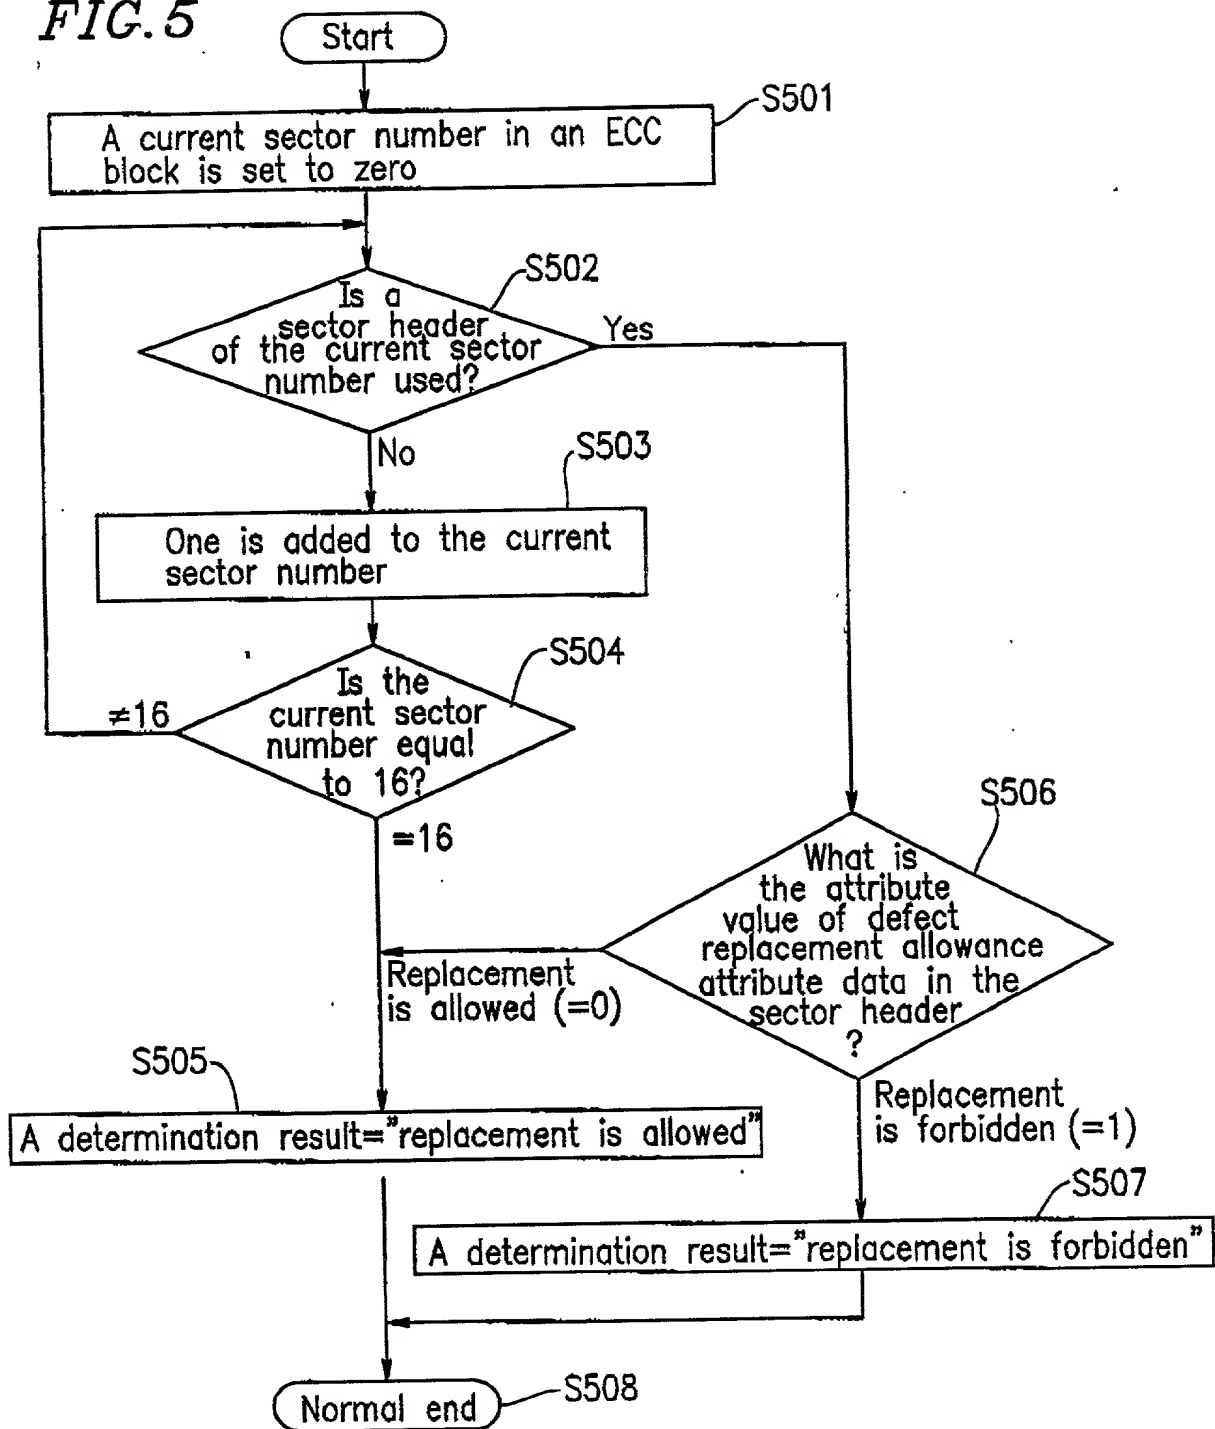 FIG. 5
Start
S501
A current sector number in an ECC
block is set to zero
S502
Is a
sector header
of the current sector
number used?
Yes
No
S503
One is added to the current
sector number
S504
Is the
current sector
number equal
to 16?
≠16
=16
S506
What is
the attribute
value of defect
replacement allowance
attribute data in the
sector header
?
Replacement
is allowed (=0)
S505
A determination result="replacement is allowed"
Replacement
is forbidden (=1)
S507
A determination result="replacement is forbidden"
S508
Normal end